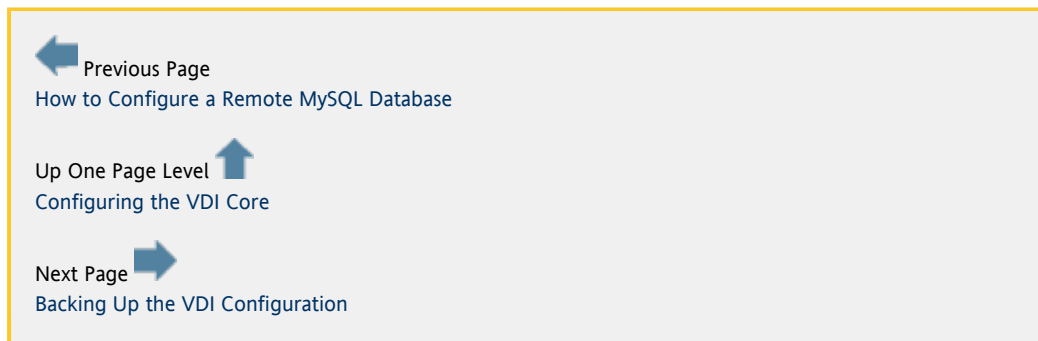 Previous Page
How to Configure a Remote MySQL Database
Up One Page Level
Configuring the VDI Core
Next Page
Backing Up the VDI Configuration